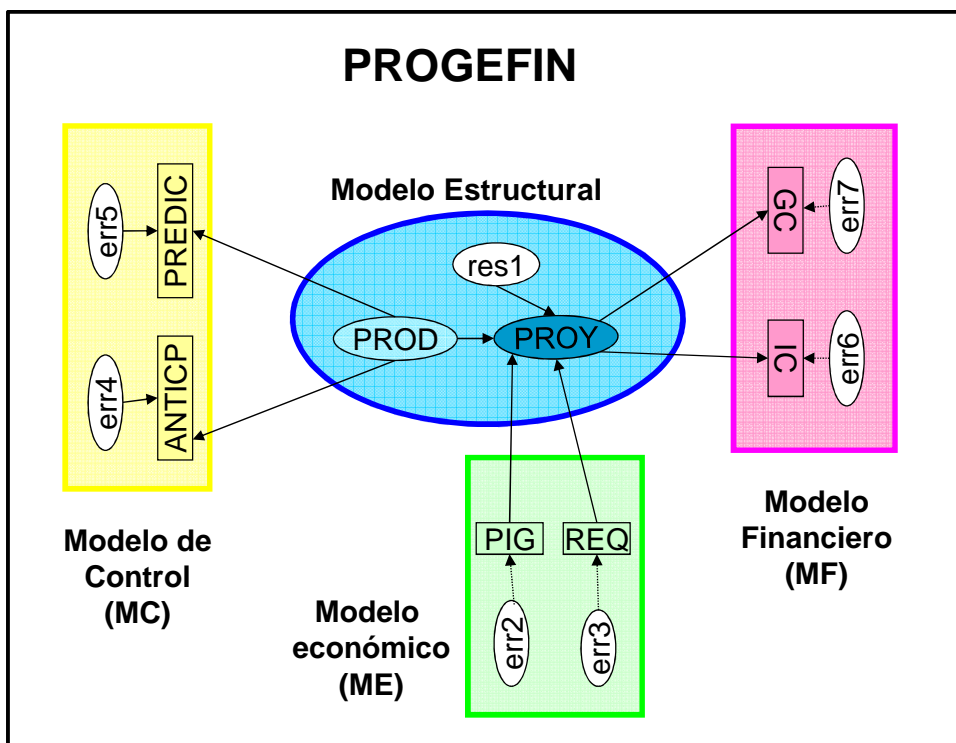 PROGEFIN
Modelo Estructural
err5
PREDIC
err4
ANTICP
res1
PROD
PROY
GC
err7
IC
err6
Modelo de
Control
(MC)
PIG
REQ
err2
err3
Modelo
económico
(ME)
Modelo
Financiero
(MF)